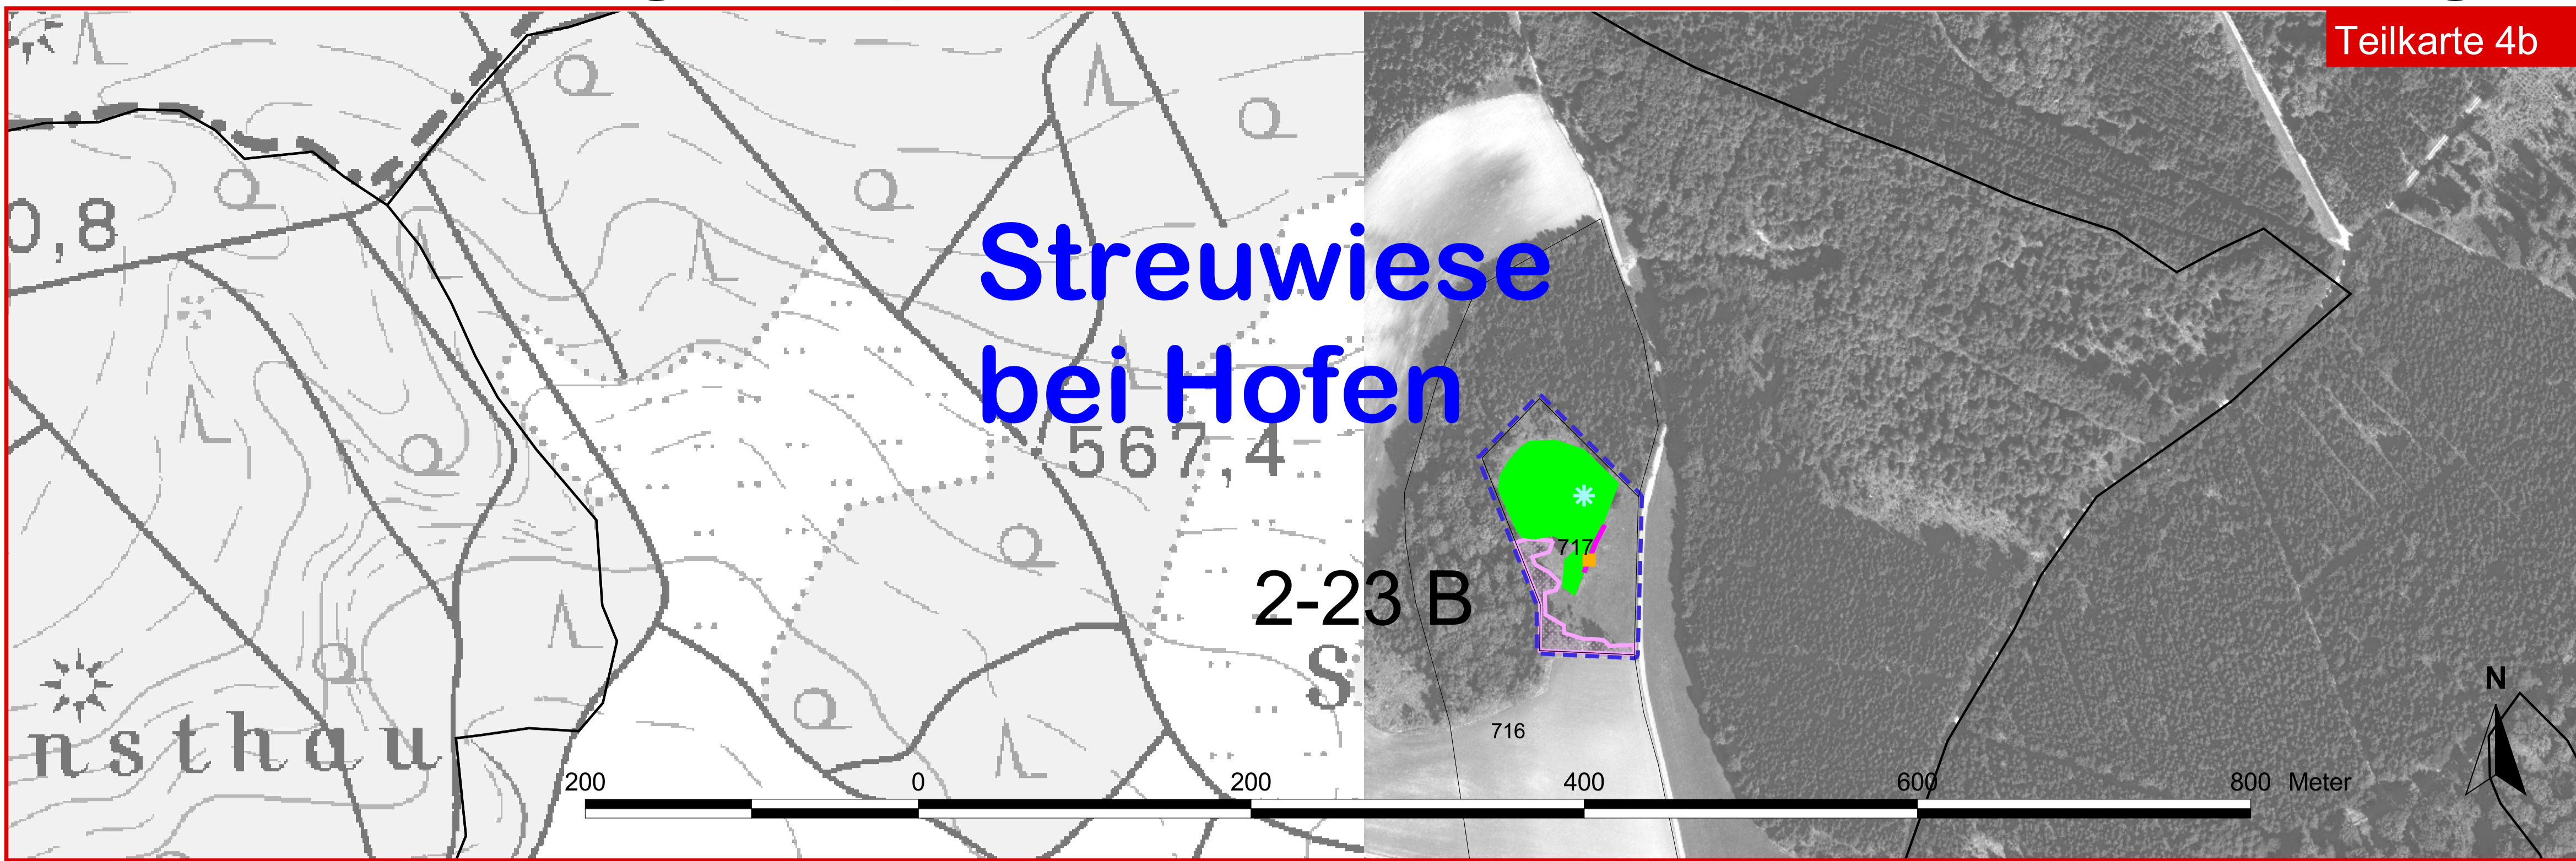 Teilkarte 4b
0,8
Streuwiese
bei Hofen
567,4
717
2-23 B
S
716
N
nsthau
200 0 200 400 600 800 Meter